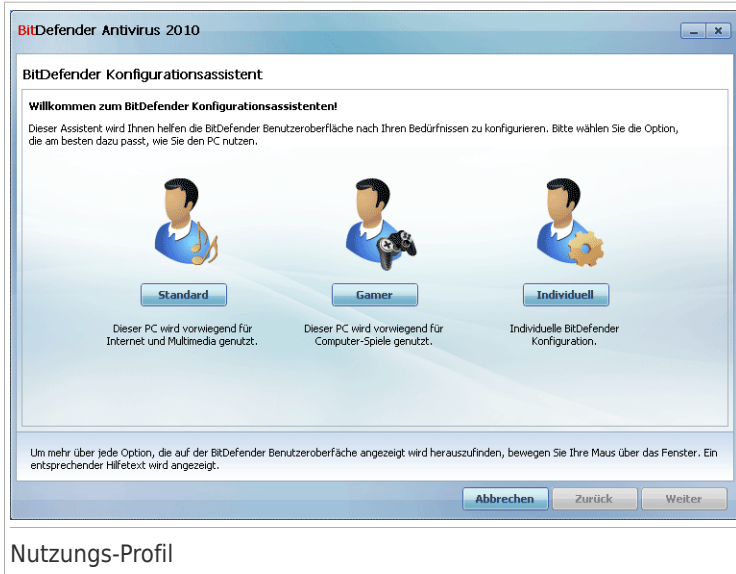 BitDefender Antivirus 2010
BitDefender Konfigurationsassistent
Willkommen zum BitDefender Konfigurationsassistenten!
Dieser Assistent wird Ihnen helfen die BitDefender Benutzeroberfläche nach Ihren Bedürfnissen zu konfigurieren. Bitte wählen Sie die Option,
die am besten dazu passt, wie Sie den PC nutzen.
Standard
Gamer
Individuell
Dieser PC wird vorwiegend für
Internet und Multimedia genutzt.
Dieser PC wird vorwiegend für
Computer-Spiele genutzt.
Individuelle BitDefender
Konfiguration.
Um mehr über jede Option, die auf der BitDefender Benutzeroberfäche angezeigt wird herauszufinden, bewegen Sie Ihre Maus über das Fenster. Ein
entsprechender Hilfetext wird angezeigt.
Abbrechen
Zurück
Weiter
Nutzungs-Profil